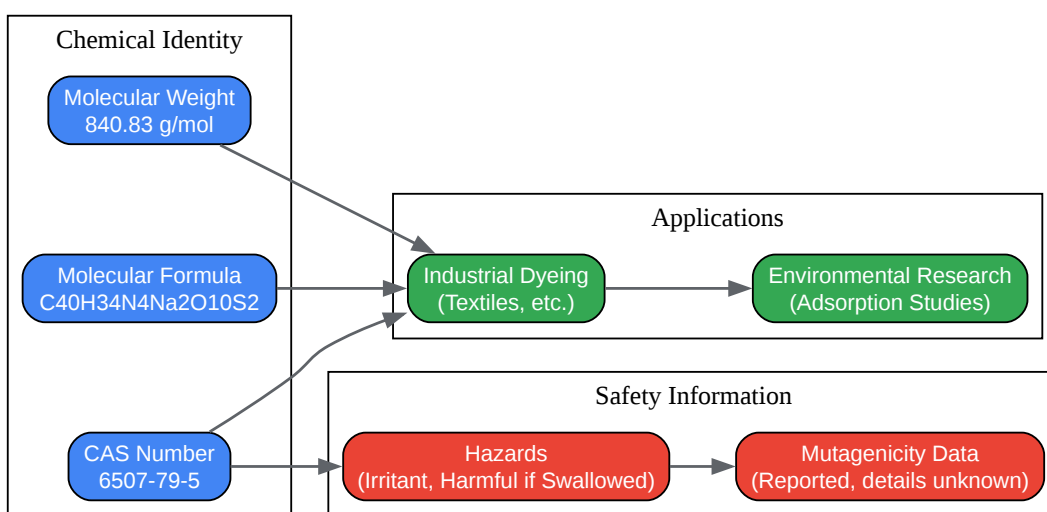 Chemical Identity
Molecular Weight
840.83 g/mol
Molecular Formula
C40H34N4Na2O10S2
CAS Number
6507-79-5
Applications
Industrial Dyeing
(Textiles, etc.)
Environmental Research
(Adsorption Studies)
Safety Information
Hazards
(Irritant, Harmful if Swallowed)
Mutagenicity Data
(Reported, details unknown)